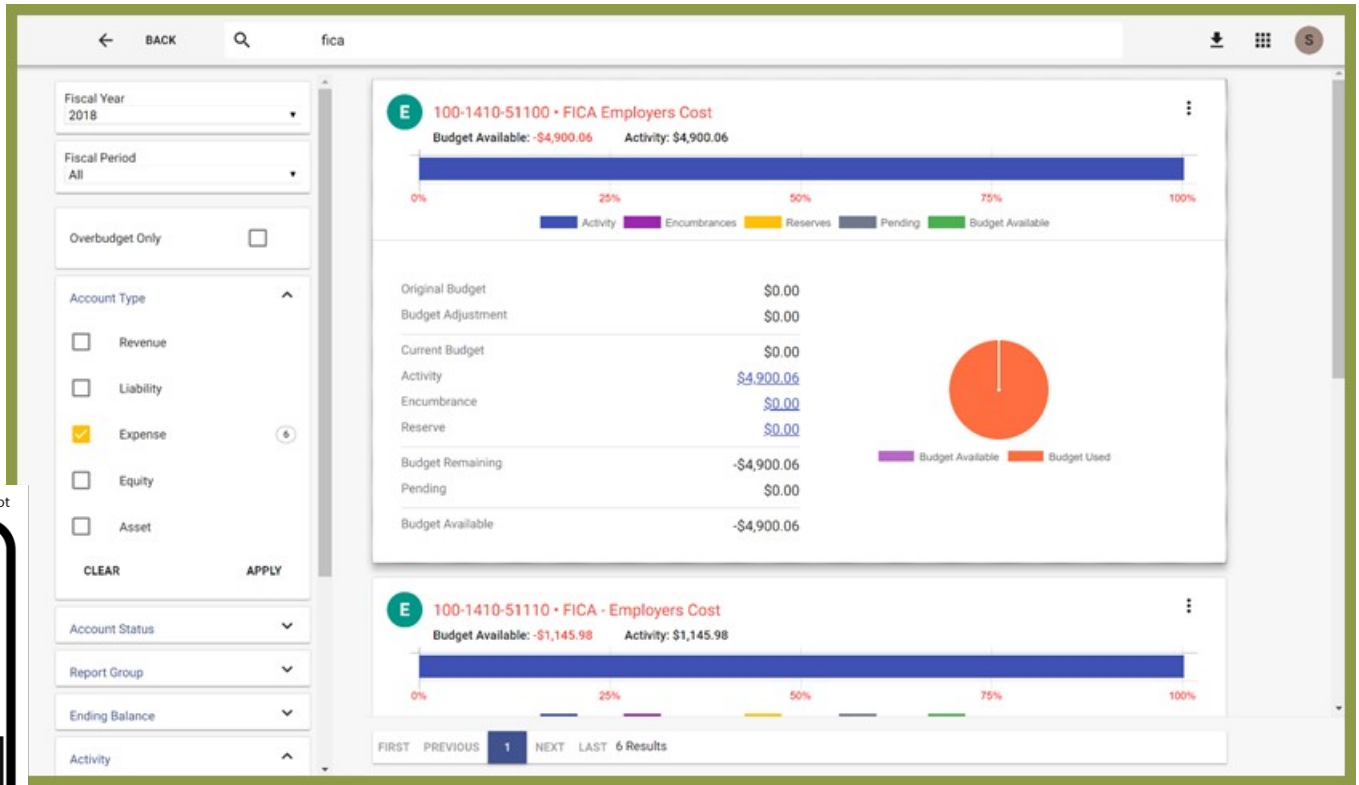 BACK fica S
Fiscal Year
2018
Fiscal Period
All
Overbudget Only
Account Type
Revenue
Liability
Expense 6
Equity
Asset
CLEAR APPLY
Account Status
Report Group
Ending Balance
Activity
E 100-1410-51100 • FICA Employers Cost
Budget Available: -$4,900.06 Activity: $4,900.06
0% 25% 50% 75% 100%
Activity Encumbrances Reserves Pending Budget Available
Original Budget $0.00
Budget Adjustment $0.00
Current Budget $0.00
Activity $4,900.06
Encumbrance $0.00
Reserve $0.00
Budget Remaining -$4,900.06
Pending $0.00
Budget Available -$4,900.06
Budget Available Budget Used
E 100-1410-51110 • FICA - Employers Cost
Budget Available: -$1,145.98 Activity: $1,145.98
0% 25% 50% 75% 100%
FIRST PREVIOUS 1 NEXT LAST 6 Results